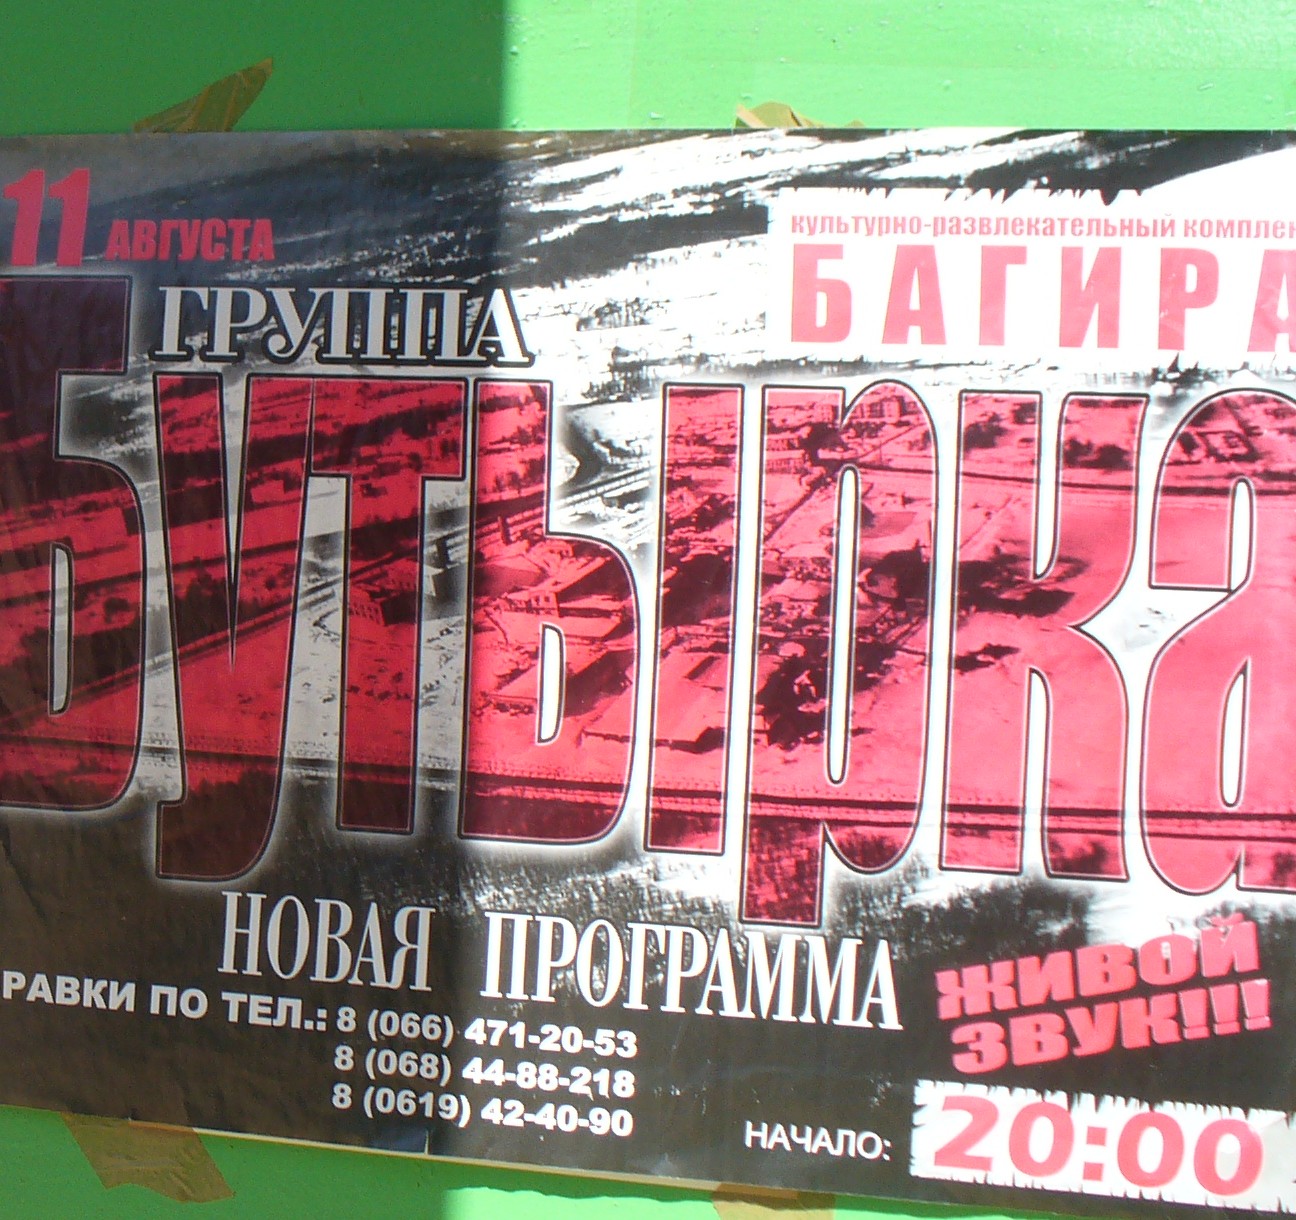 11 АВГУСТА
КУЛЬТУРНО-РАЗВЛЕКАТЕЛЬНЫЙ КОМПЛЕК
БАГИРА
ГРУППА
БУТЫРКА
НОВАЯ ПРОГРАММА
ЖИВОЙ
ЗВУК!!!
РАВКИ ПО ТЕЛ.: 8 (066) 471-20-53
8 (068) 44-88-218
8 (0619) 42-40-90
НАЧАЛО: 20:00